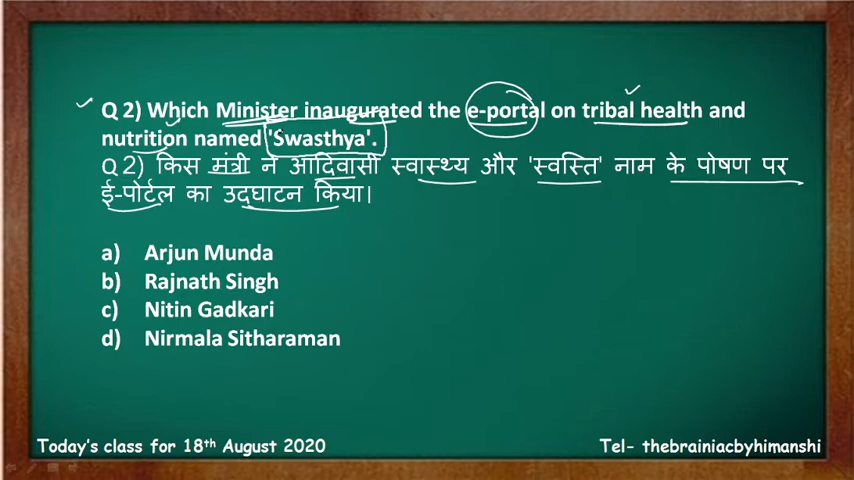 Q 2) Which Minister inaugurated the e-portal on tribal health and
nutrition named 'Swasthya'.
Q 2) किस मंत्री ने आदिवासी स्वास्थ्य और 'स्वस्ति' नाम के पोषण पर
ई-पोर्टल का उद्घाटन किया।
a) Arjun Munda
b) Rajnath Singh
c) Nitin Gadkari
d) Nirmala Sitharaman
Today's class for 18th August 2020
Tel- thebrainiacbyhimanshi